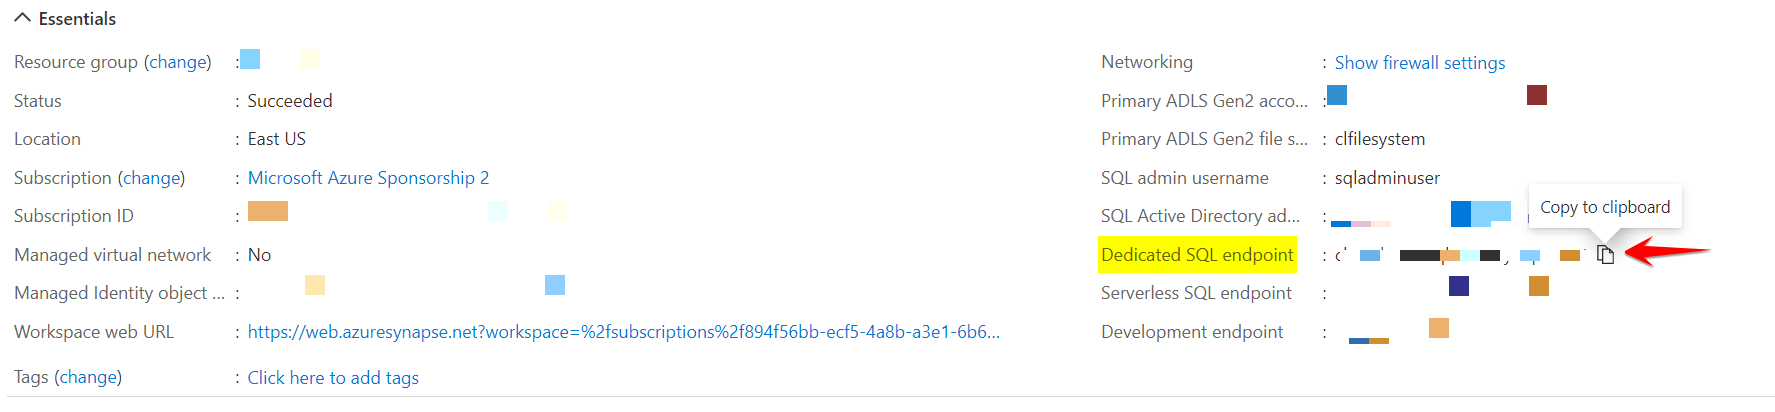 Essentials
Resource group (change) :
Status : Succeeded
Location : East US
Subscription (change) : Microsoft Azure Sponsorship 2
Subscription ID :
Managed virtual network : No
Managed Identity object ... :
Workspace web URL : https://web.azuresynapse.net?workspace=%2fsubscriptions%2f894f56bb-ecf5-4a8b-a3e1-6b6...
Tags (change) : Click here to add tags
Networking : Show firewall settings
Primary ADLS Gen2 acco... :
Primary ADLS Gen2 file s... : clfilesystem
SQL admin username : sqladminuser
SQL Active Directory ad... :
Copy to clipboard
Dedicated SQL endpoint :
Serverless SQL endpoint :
Development endpoint :